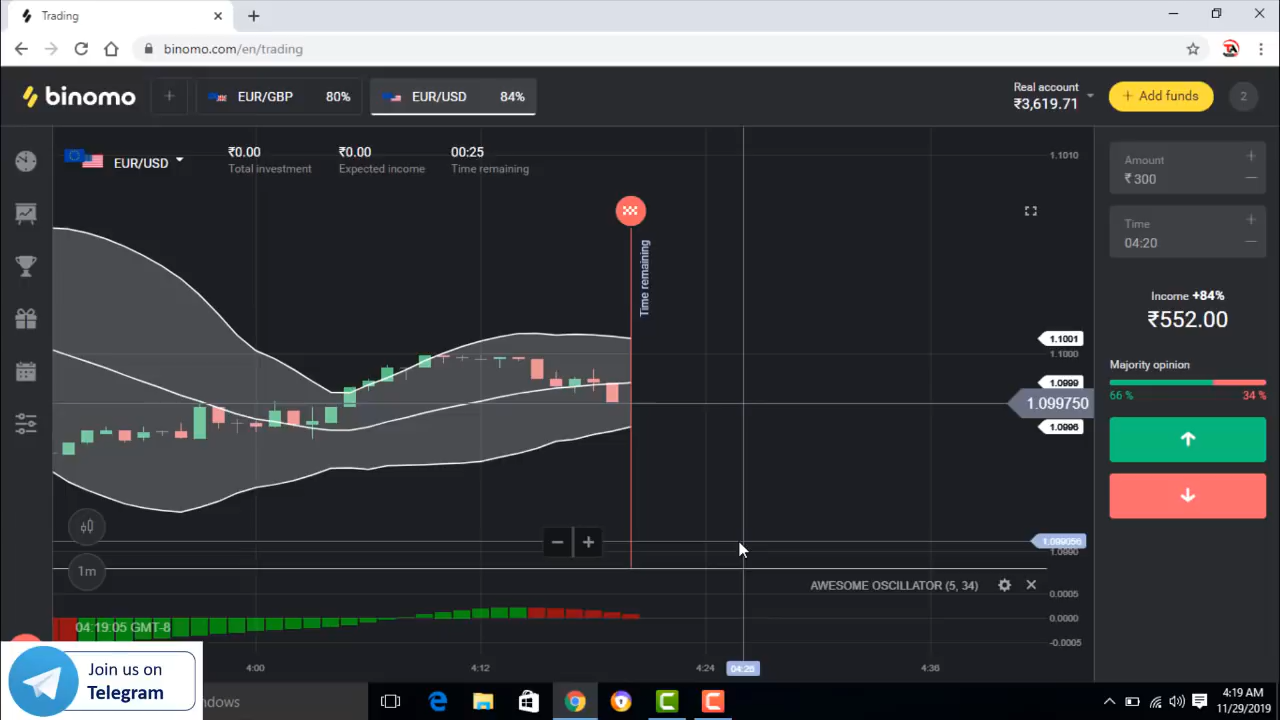 Trading
binomo.com/en/trading
binomo
EUR/GBP 80%
EUR/USD 84%
Real account
₹3,619.71
+ Add funds
2
EUR/USD
₹0.00
Total investment
₹0.00
Expected income
00:25
Time remaining
1.1010
Time remaining
Amount
₹ 300
Time
04:20
Income +84%
₹552.00
Majority opinion
66 % 34 %
1.1001
1.1000
1.0999
1.099750
1.0996
1.099056
1.0990
1m
AWESOME OSCILLATOR (5, 34)
0.0005
0.0000
-0.0005
04:19:05 GMT-8
4:00 4:12 4:24 4:36
Join us on
Telegram
ndows
4:19 AM
11/29/2019